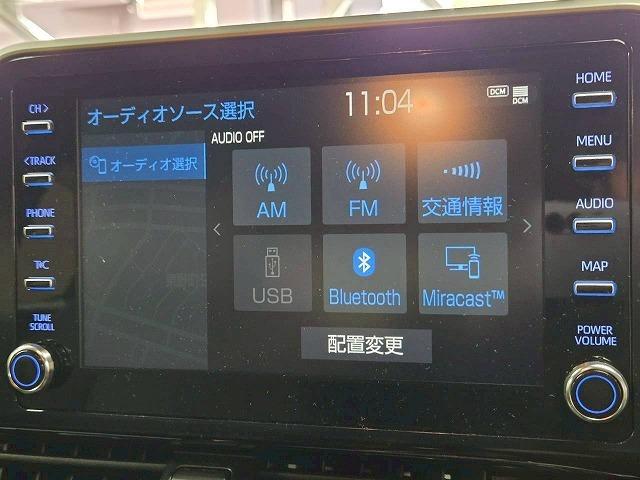 CH>
<TRACK
PHONE
T×C
TUNE
SCROLL
オーディオソース選択
11:04
DCM
DCM
AUDIO OFF
オーディオ選択
AM
FM
交通情報
USB
Bluetooth
Miracast™
配置変更
HOME
MENU
AUDIO
MAP
POWER
VOLUME